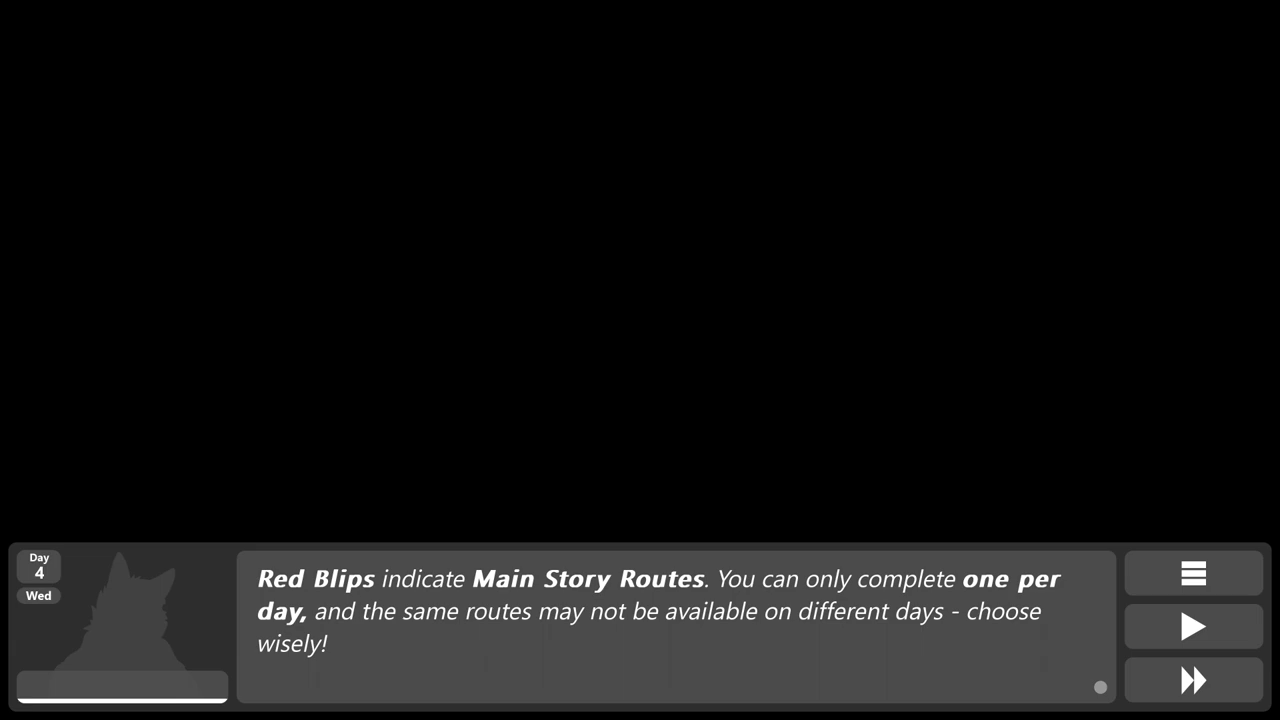 Day
4
Wed
Red Blips indicate Main Story Routes. You can only complete one per
day, and the same routes may not be available on different days - choose
wisely!